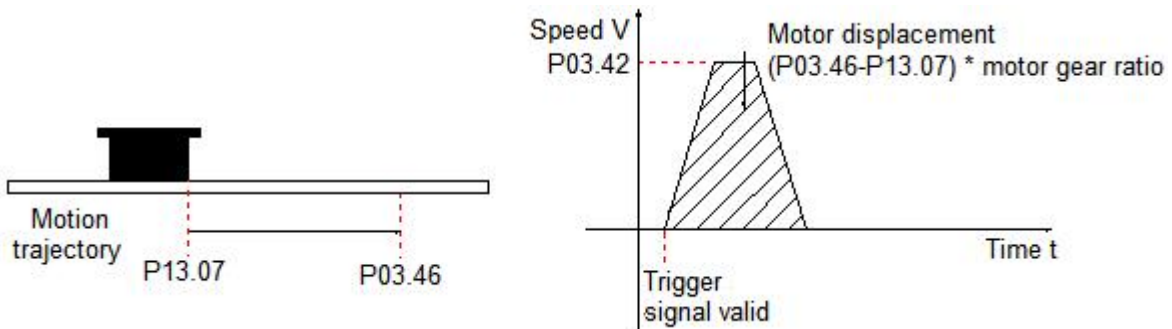 Motion
trajectory
P13.07
P03.46
Speed V
P03.42
Motor displacement
(P03.46-P13.07) * motor gear ratio
Time t
Trigger
signal valid